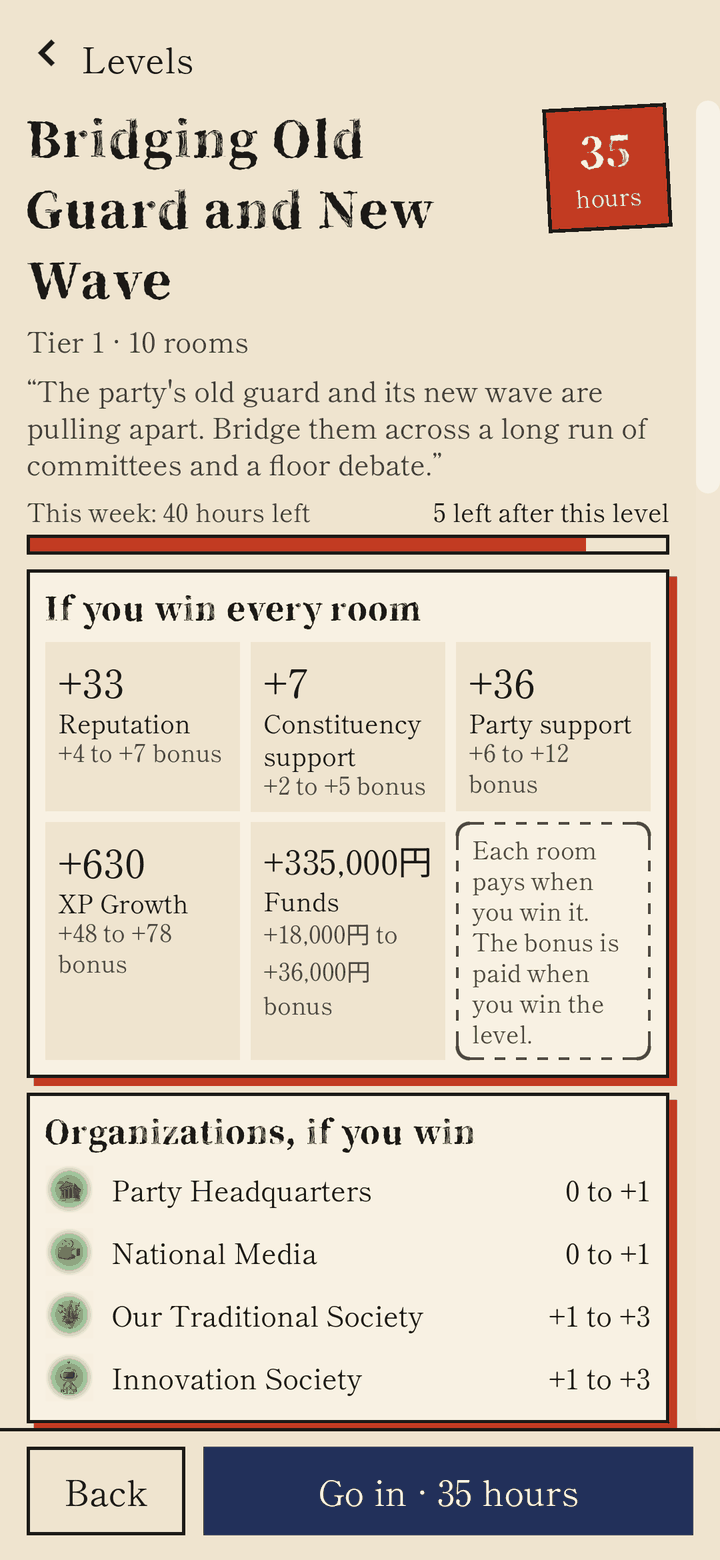 Levels
Bridging Old
Guard and New
Wave
35
hours
Tier 1 · 10 rooms
“The party's old guard and its new wave are
pulling apart. Bridge them across a long run of
committees and a floor debate.”
This week: 40 hours left
5 left after this level
If you win every room
+33
Reputation
+4 to +7 bonus
+7
Constituency
support
+2 to +5 bonus
+36
Party support
+6 to +12
bonus
+630
XP Growth
+48 to +78
bonus
+335,000円
Funds
+18,000円 to
+36,000円
bonus
Each room
pays when
you win it.
The bonus is
paid when
you win the
level.
Organizations, if you win
Party Headquarters 0 to +1
National Media 0 to +1
Our Traditional Society +1 to +3
Innovation Society +1 to +3
Back
Go in · 35 hours